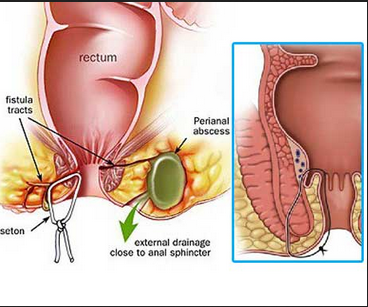 rectum
fistula
tracts
Perianal
abscess
seton
external drainage
close to anal sphincter